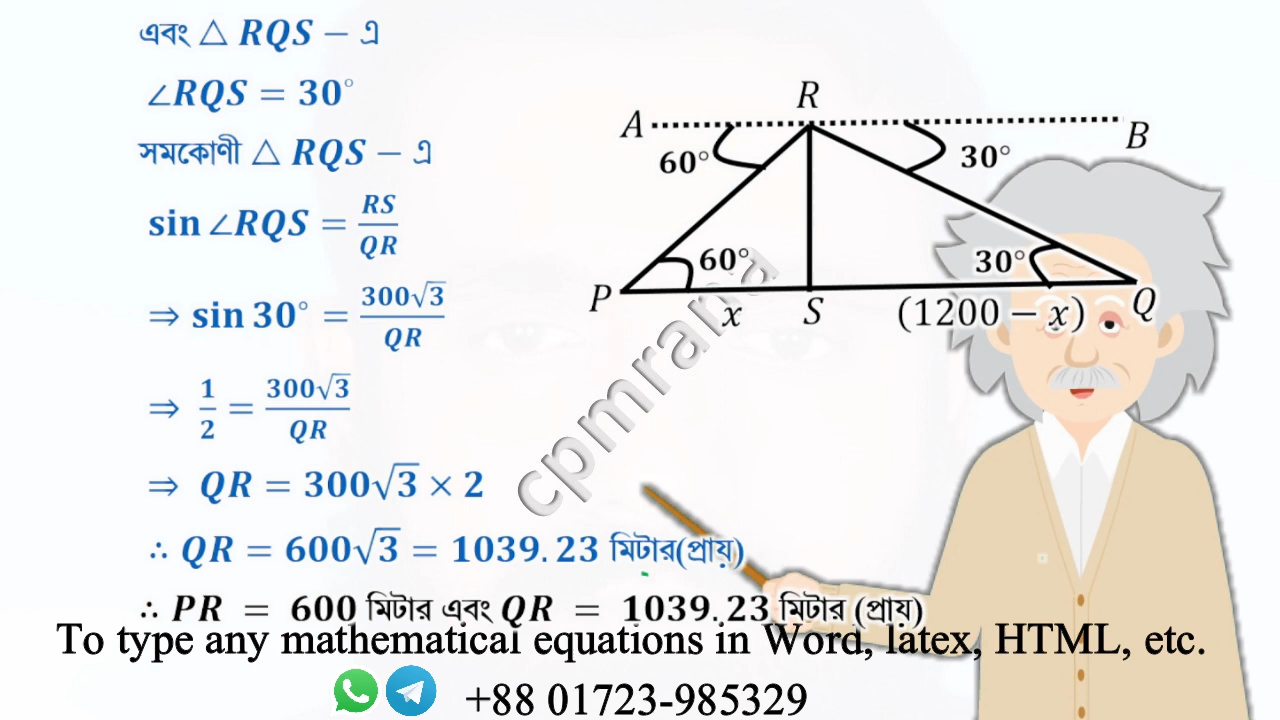 এবং △ RQS − এ
∠RQS = 30°
সমকোণী △ RQS − এ
sin ∠RQS = RS/QR
⇒ sin 30° = 300√3/QR
⇒ 1/2 = 300√3/QR
⇒ QR = 300√3 × 2
∴ QR = 600√3 = 1039.23 মিটার(প্রায়)
∴ PR = 600 মিটার এবং QR = 1039.23 মিটার (প্রায়)
R
A
B
60°
30°
60°
30°
P
x
S
(1200 − x)
Q
cpmrana
To type any mathematical equations in Word, latex, HTML, etc.
+88 01723-985329